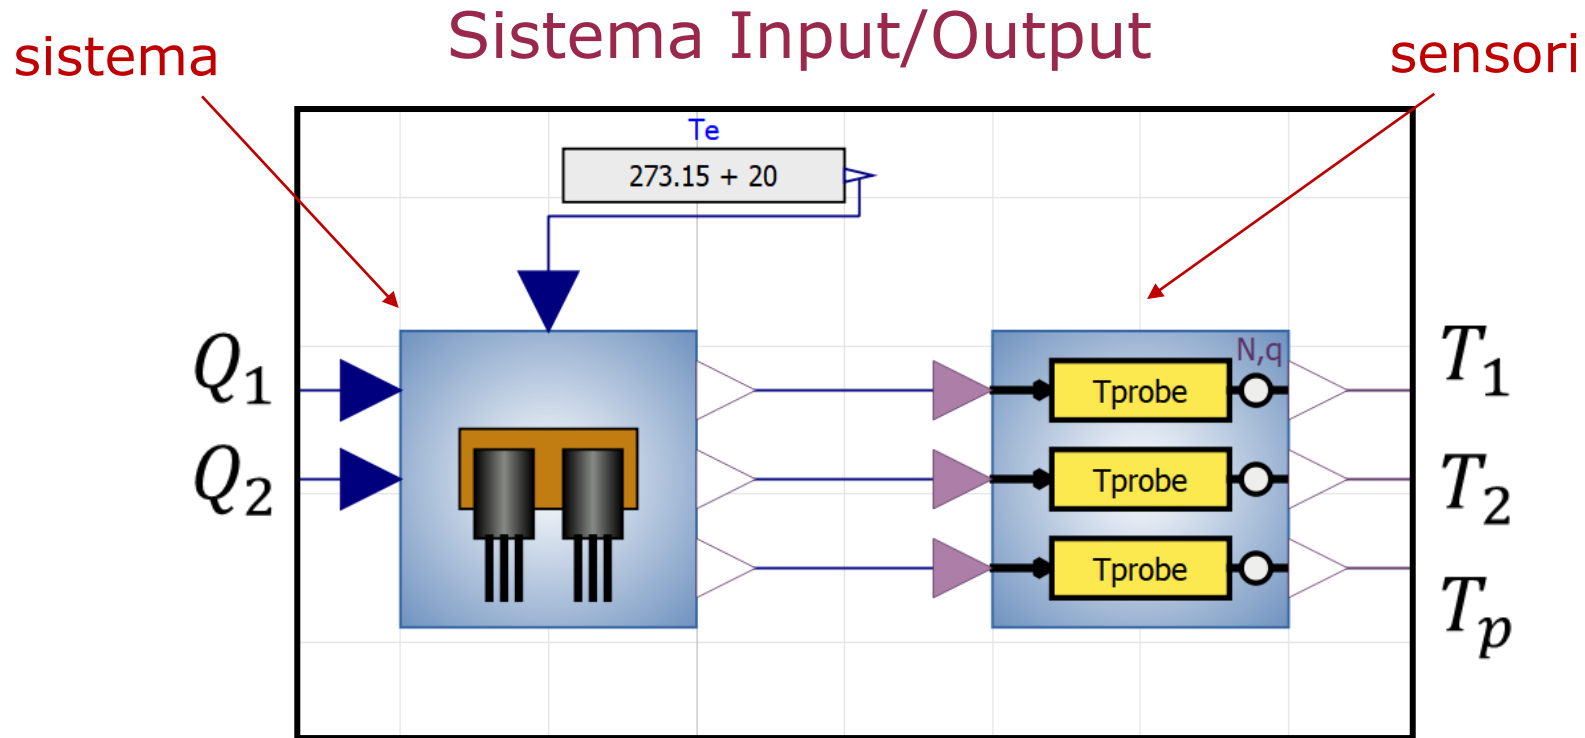 Sistema Input/Output
sistema
sensori
Te
273.15 + 20
Q1
Q2
N,q
Tprobe
Tprobe
Tprobe
T1
T2
Tp